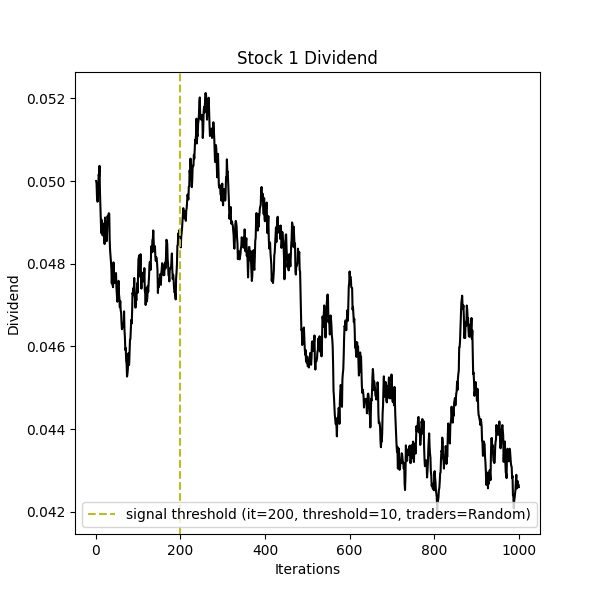 Stock 1 Dividend
0.052
0.050
0.048
0.046
0.044
0.042
Dividend
signal threshold (it=200, threshold=10, traders=Random)
0 200 400 600 800 1000
Iterations